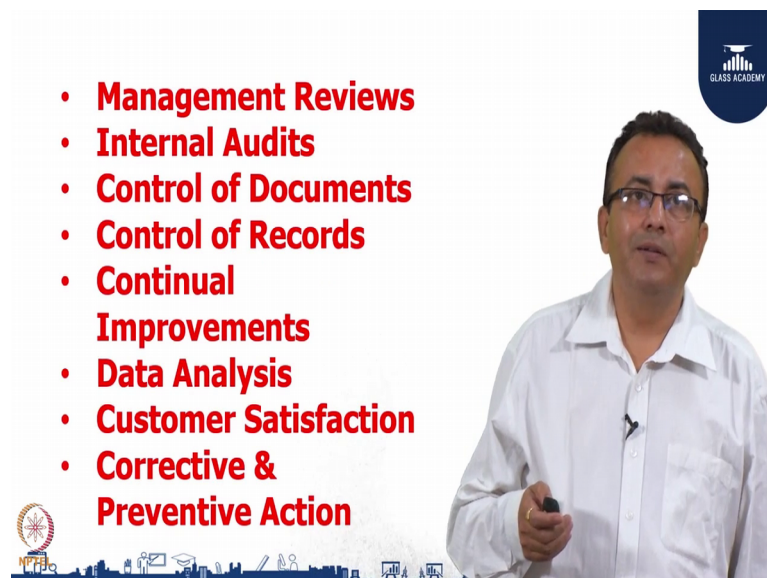 GLASS ACADEMY
• Management Reviews
• Internal Audits
• Control of Documents
• Control of Records
• Continual
Improvements
• Data Analysis
• Customer Satisfaction
• Corrective &
Preventive Action
NPTEL